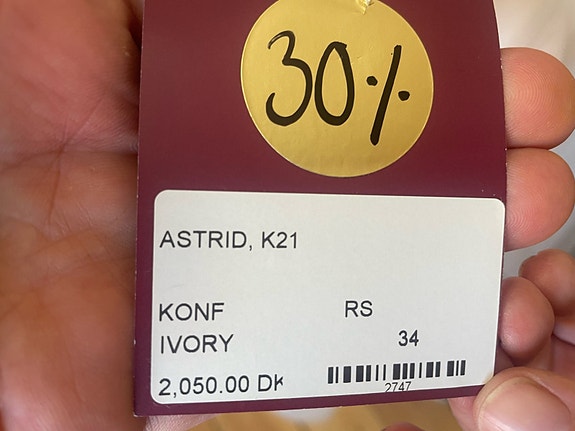 30%
ASTRID, K21
KONF RS
IVORY 34
2,050.00 DK
2747